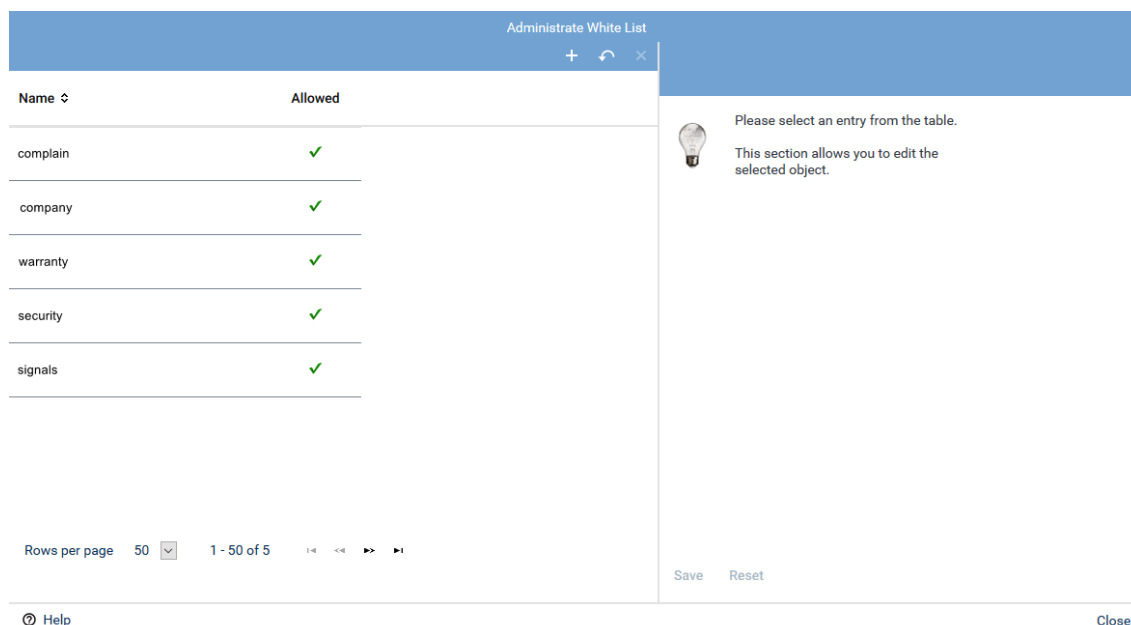 Administrate White List
Name Allowed
complain
company
warranty
security
signals
Rows per page 50 1 - 50 of 5
Please select an entry from the table.
This section allows you to edit the
selected object.
Save Reset
Help
Close